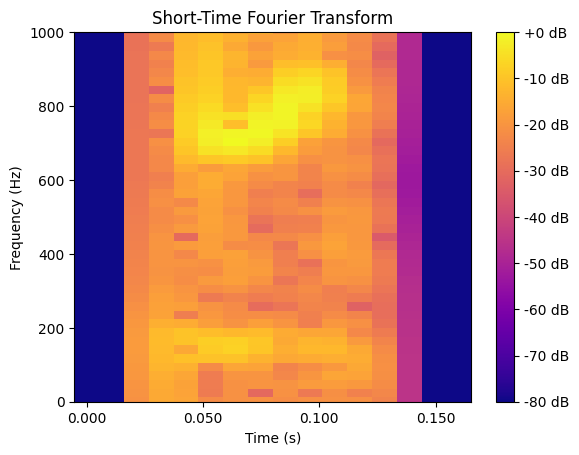 Short-Time Fourier Transform
1000
800
600
400
200
0
Frequency (Hz)
0.000
0.050
0.100
0.150
Time (s)
+0 dB
-10 dB
-20 dB
-30 dB
-40 dB
-50 dB
-60 dB
-70 dB
-80 dB